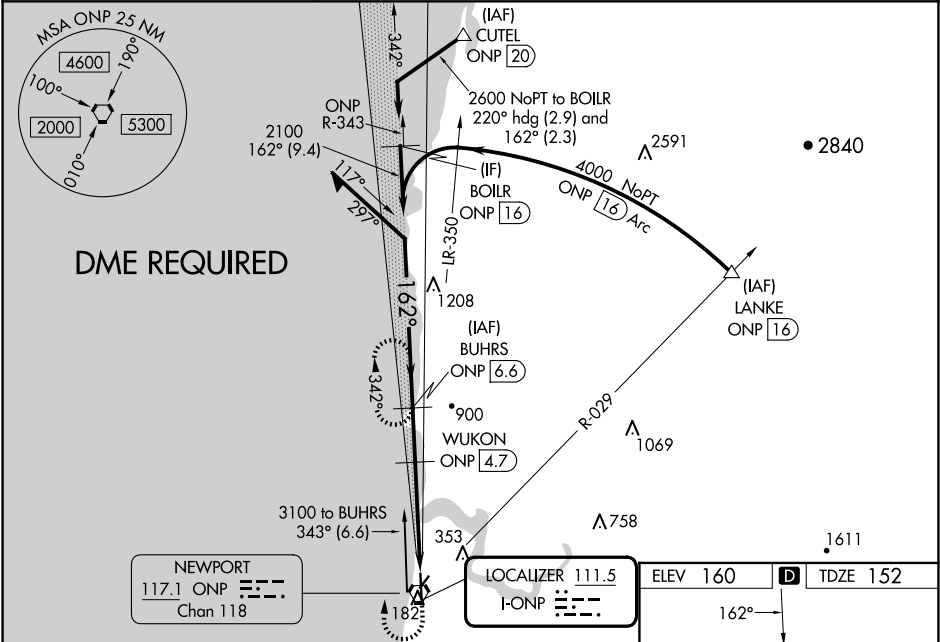 MSA ONP 25 NM
4600
190°
100°
2000
5300
010°
(IAF)
CUTEL
ONP 20
342°
2600 NoPT to BOILR
220° hdg (2.9) and
162° (2.3)
ONP
R-343
2100
162° (9.4)
117°
297°
(IF)
BOILR
ONP 16
4000 NoPT
ONP 16 Arc
2591
2840
DME REQUIRED
LR-350
162°
1208
(IAF)
LANKE
ONP 16
(IAF)
BUHRS
ONP 6.6
342°
900
WUKON
ONP 4.7
R-029
1069
3100 to BUHRS
343° (6.6)
353
758
1611
182
NEWPORT
117.1 ONP
Chan 118
LOCALIZER 111.5
I-ONP
ELEV 160
D
TDZE 152
162°